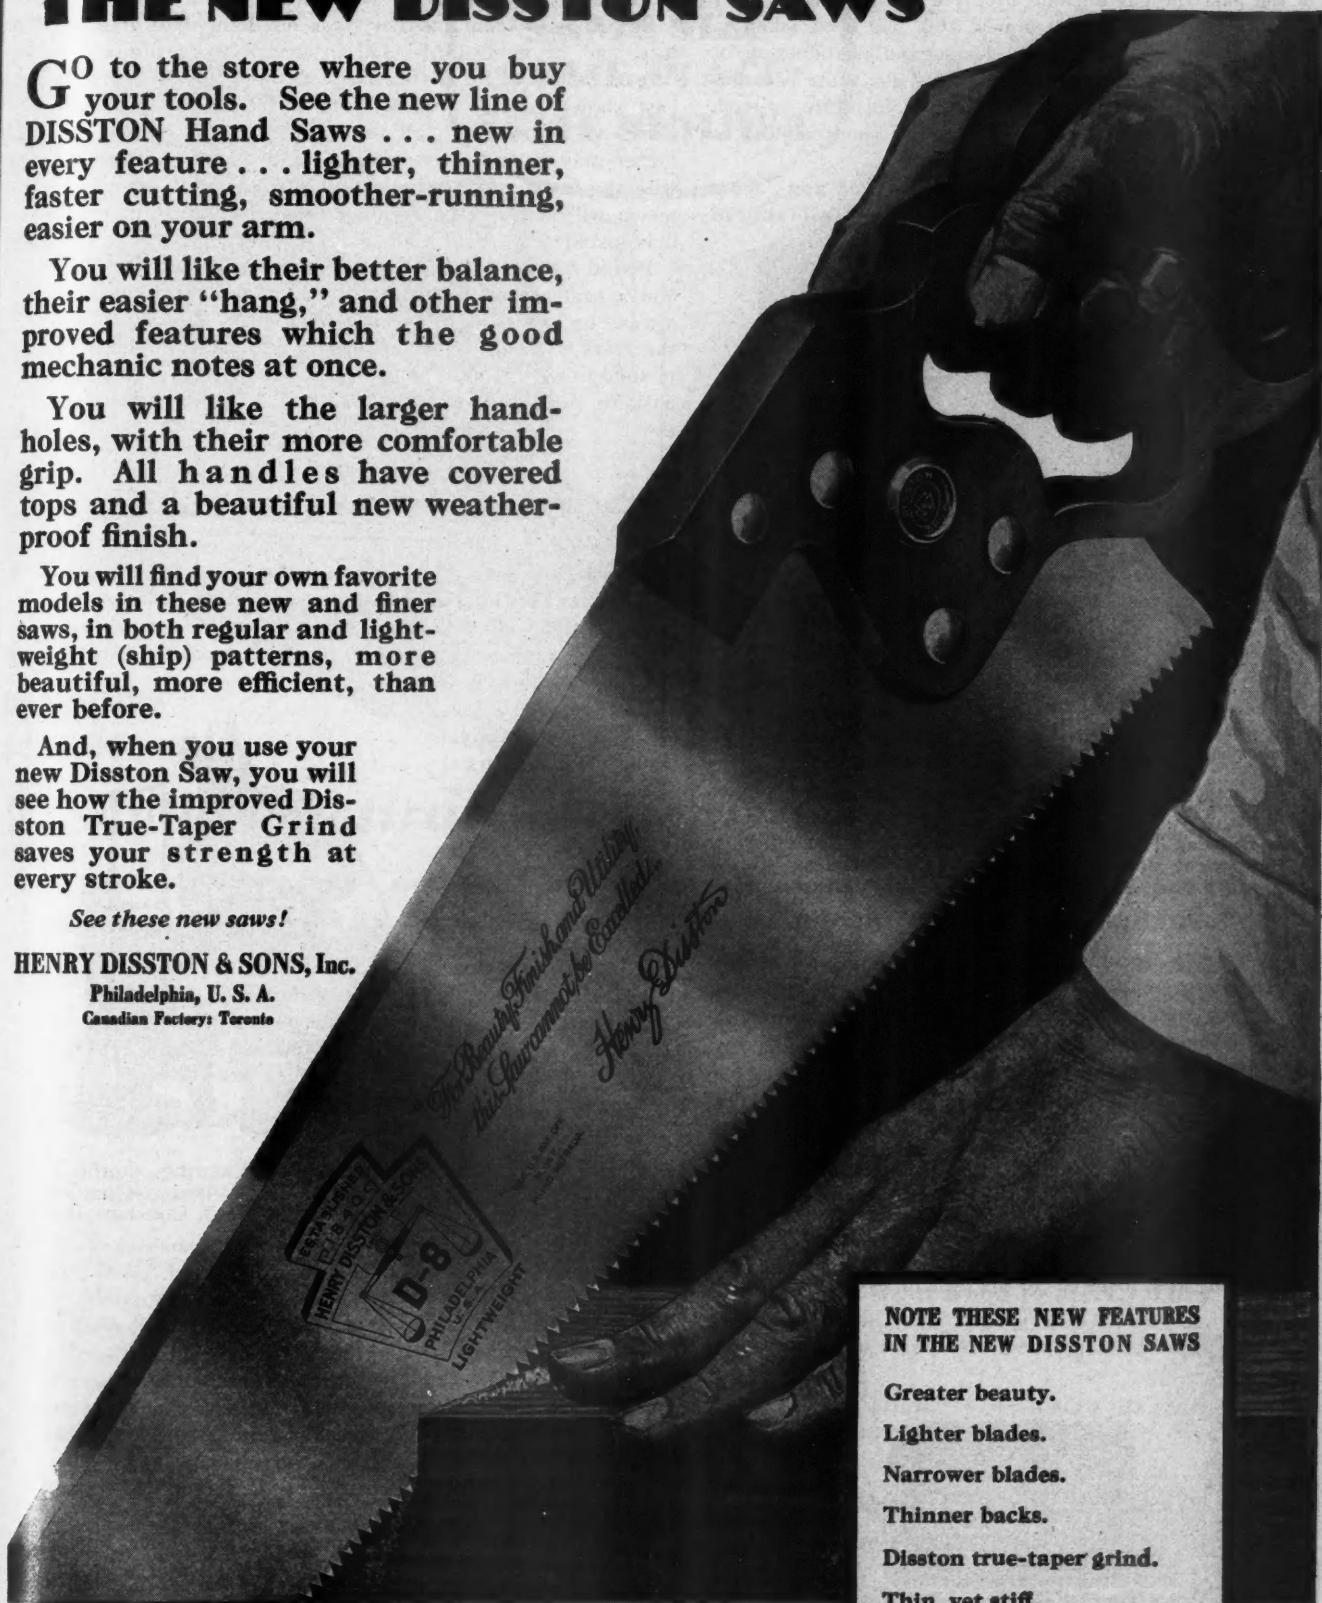 THE NEW DISSTON SAWS
GO to the store where you buy
your tools. See the new line of
DISSTON Hand Saws . . . new in
every feature . . . lighter, thinner,
faster cutting, smoother-running,
easier on your arm.
You will like their better balance,
their easier “hang,” and other im-
proved features which the good
mechanic notes at once.
You will like the larger hand-
holes, with their more comfortable
grip. All handles have covered
tops and a beautiful new weather-
proof finish.
You will find your own favorite
models in these new and finer
saws, in both regular and light-
weight (ship) patterns, more
beautiful, more efficient, than
ever before.
And, when you use your
new Disston Saw, you will
see how the improved Dis-
ston True-Taper Grind
saves your strength at
every stroke.
See these new saws!
HENRY DISSTON & SONS, Inc.
Philadelphia, U. S. A.
Canadian Factory: Toronto
"For Beauty, Finish and Utility,
this Saw cannot be Excelled."
Henry Disston
ESTABLISHED
1840
HENRY DISSTON & SONS
D-8
PHILADELPHIA
U.S.A.
LIGHTWEIGHT
NOTE THESE NEW FEATURES
IN THE NEW DISSTON SAWS
Greater beauty.
Lighter blades.
Narrower blades.
Thinner backs.
Disston true-taper grind.
Thin, yet stiff